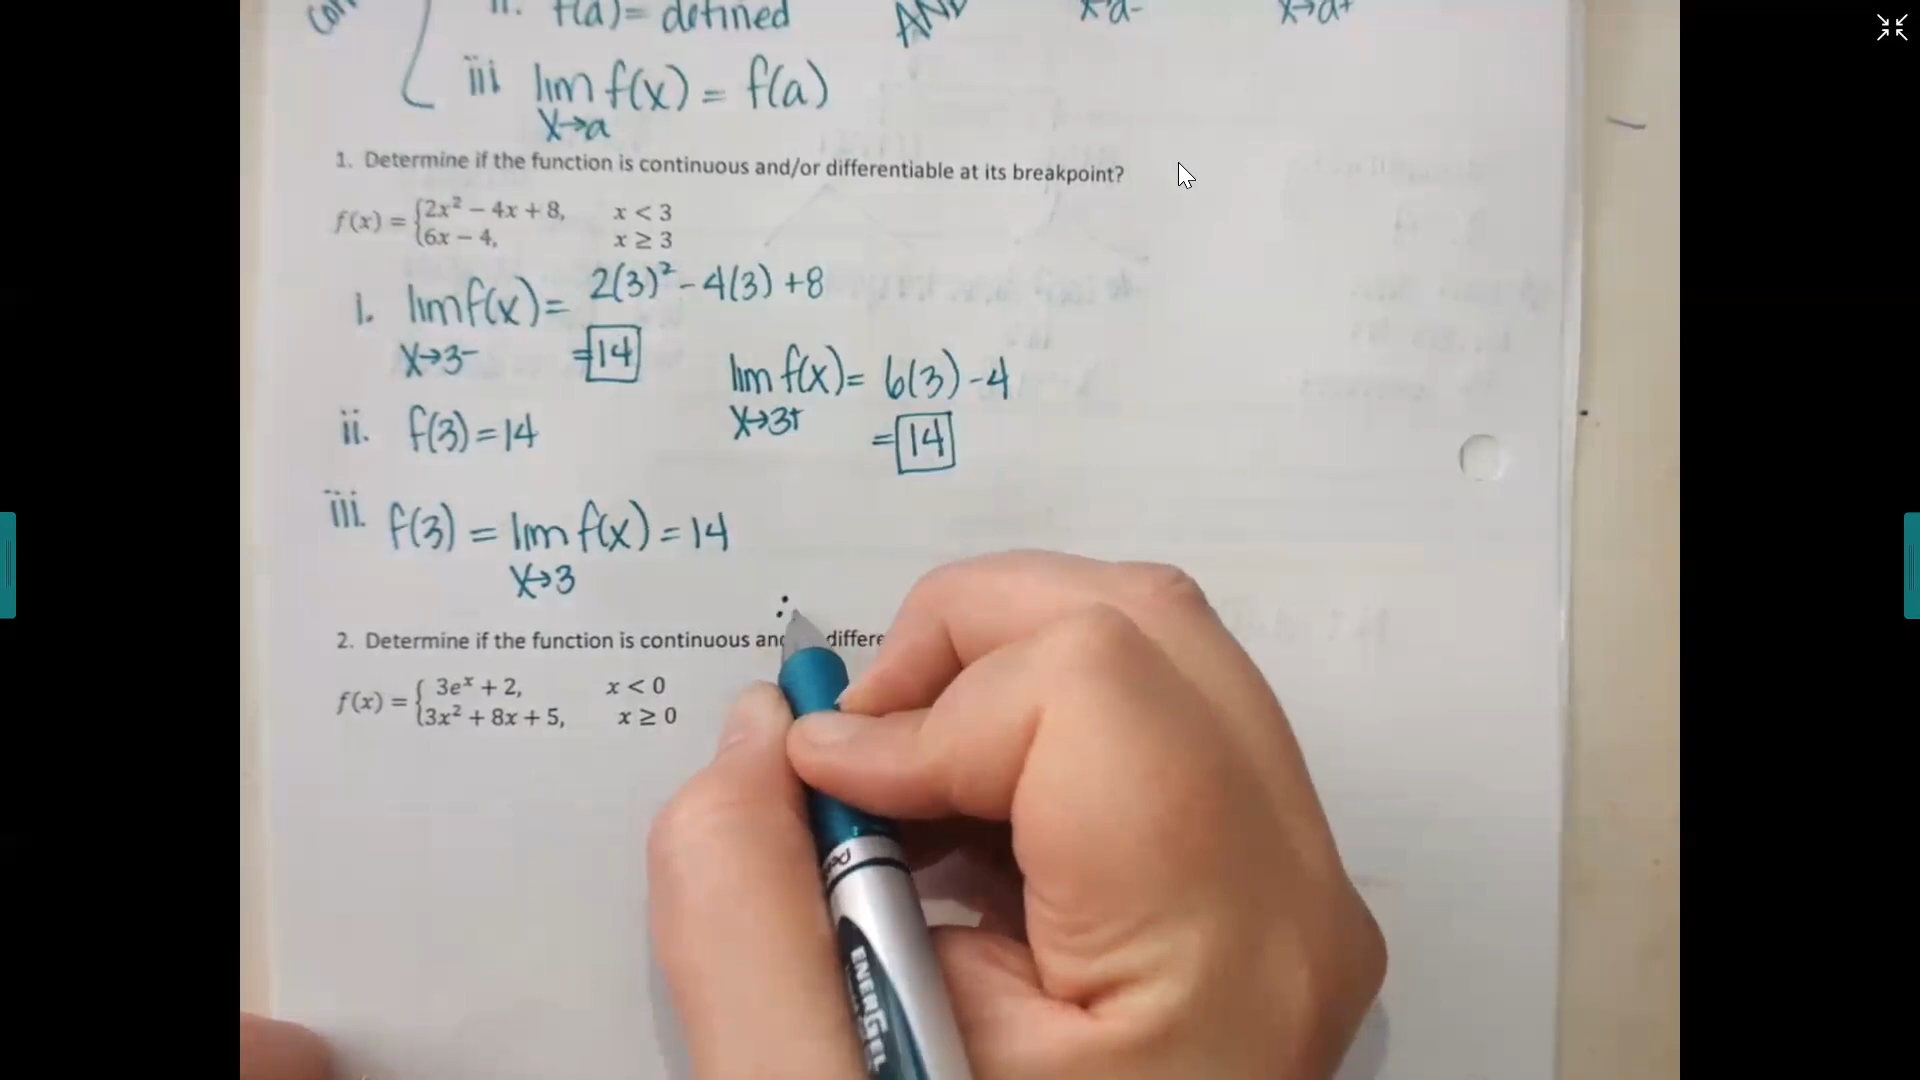 ii. f(a) = defined AND x→a- x→a+
iii lim f(x) = f(a)
x→a
1. Determine if the function is continuous and/or differentiable at its breakpoint?
f(x) = {2x² − 4x + 8, x < 3
6x − 4, x ≥ 3
i. lim f(x) = 2(3)² - 4(3) + 8
x→3- = 14
lim f(x) = 6(3) - 4
x→3+ = 14
ii. f(3) = 14
iii. f(3) = lim f(x) = 14
x→3
2. Determine if the function is continuous
f(x) = {3eˣ + 2, x < 0
3x² + 8x + 5, x ≥ 0
ENERGEL